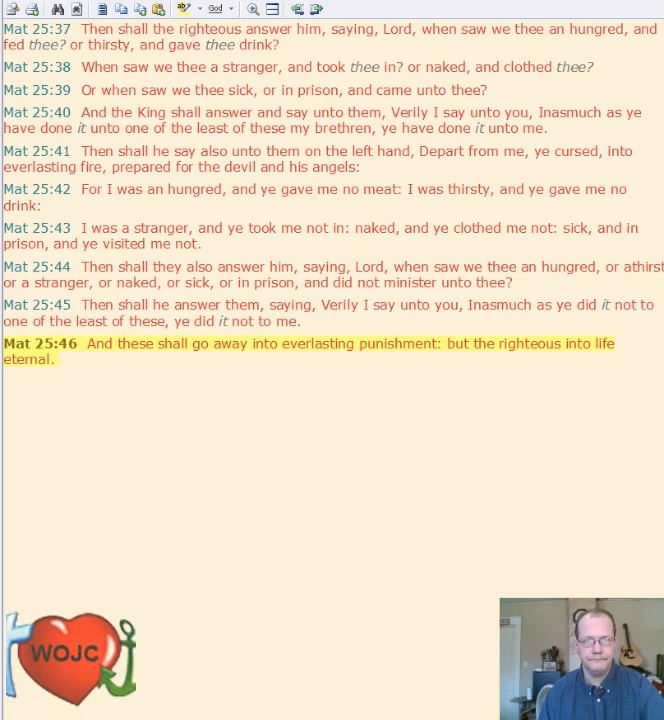 God
Mat 25:37 Then shall the righteous answer him, saying, Lord, when saw we thee an hungred, and
fed thee? or thirsty, and gave thee drink?
Mat 25:38 When saw we thee a stranger, and took thee in? or naked, and clothed thee?
Mat 25:39 Or when saw we thee sick, or in prison, and came unto thee?
Mat 25:40 And the King shall answer and say unto them, Verily I say unto you, Inasmuch as ye
have done it unto one of the least of these my brethren, ye have done it unto me.
Mat 25:41 Then shall he say also unto them on the left hand, Depart from me, ye cursed, into
everlasting fire, prepared for the devil and his angels:
Mat 25:42 For I was an hungred, and ye gave me no meat: I was thirsty, and ye gave me no
drink:
Mat 25:43 I was a stranger, and ye took me not in: naked, and ye clothed me not: sick, and in
prison, and ye visited me not.
Mat 25:44 Then shall they also answer him, saying, Lord, when saw we thee an hungred, or athirst
or a stranger, or naked, or sick, or in prison, and did not minister unto thee?
Mat 25:45 Then shall he answer them, saying, Verily I say unto you, Inasmuch as ye did it not to
one of the least of these, ye did it not to me.
Mat 25:46 And these shall go away into everlasting punishment: but the righteous into life
eternal.
WOJC